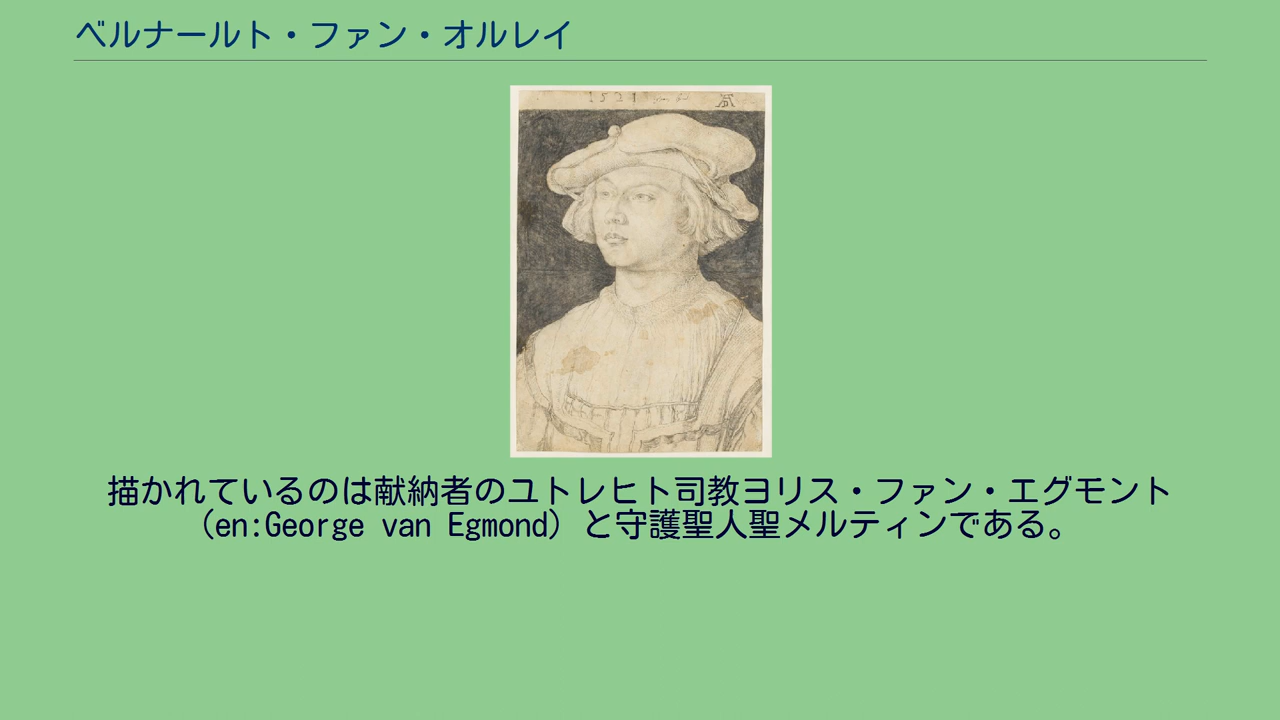 ベルナールト・ファン・オルレイ
1521
描かれているのは献納者のユトレヒト司教ヨリス・ファン・エグモント
（en:George van Egmond）と守護聖人聖メルティンである。